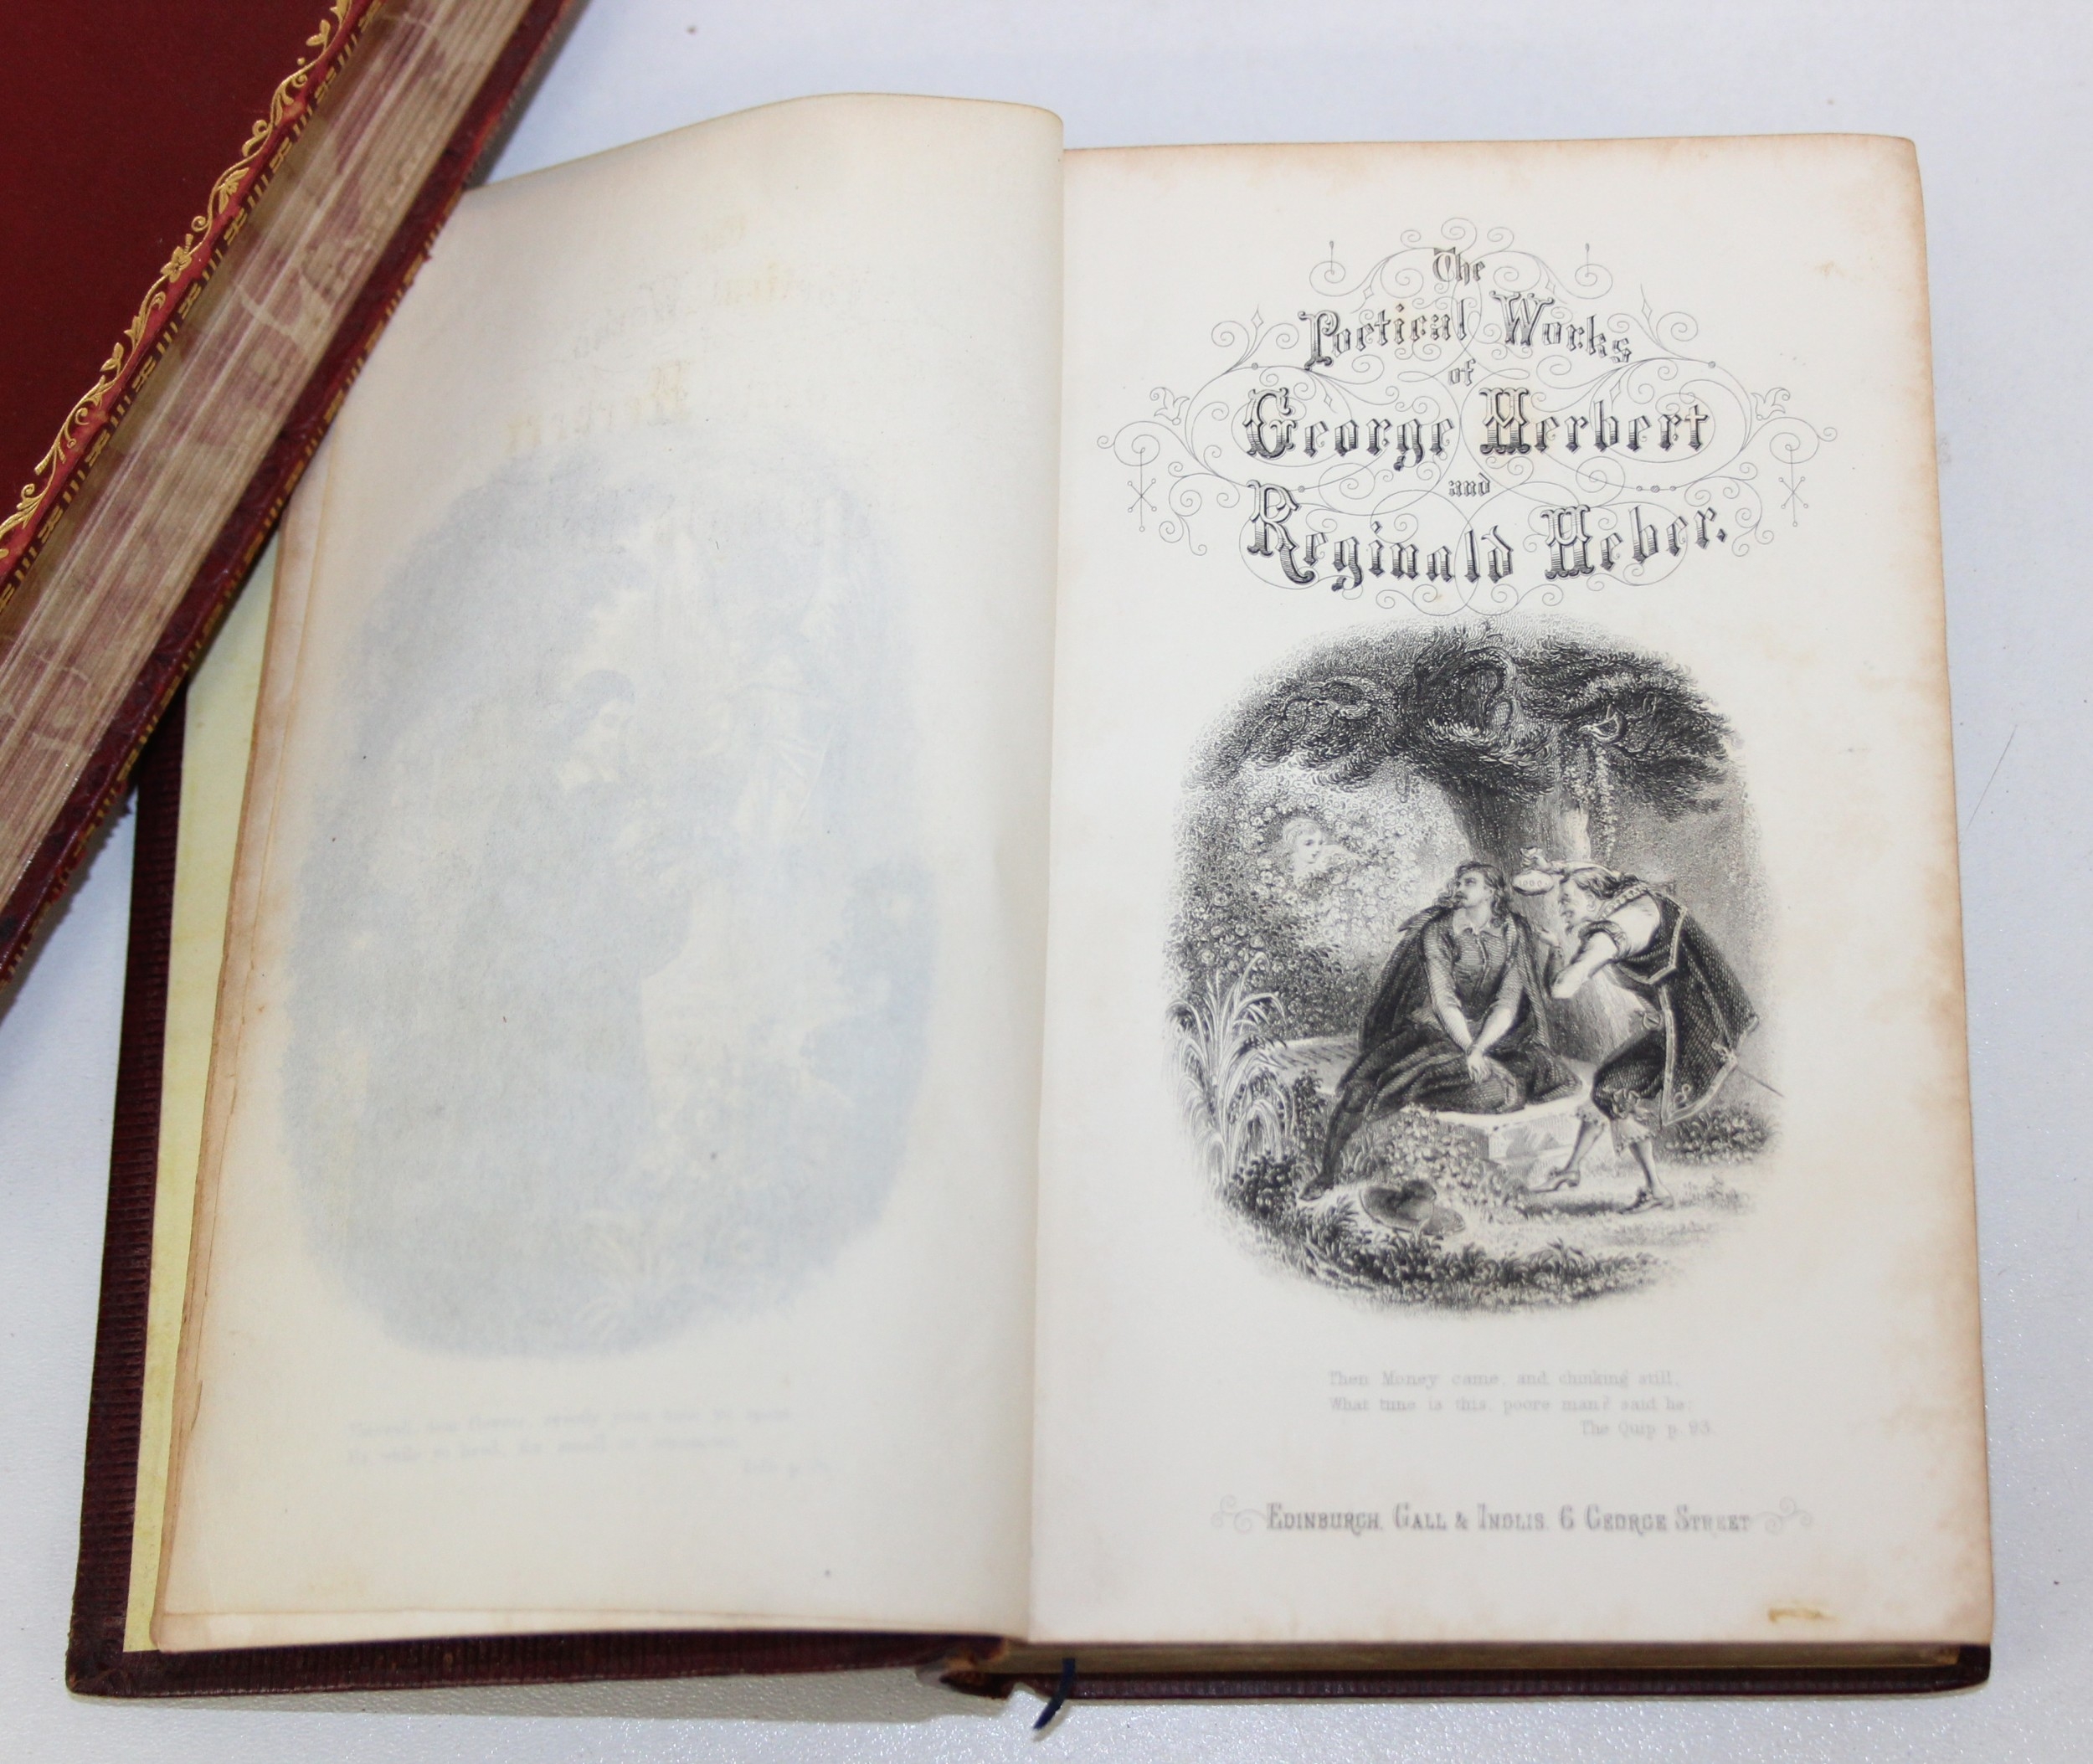 The
Poetical Works
of
George Herbert
and
Reginald Heber.
Then Money came, and chinking still,
What tune is this, poore man? said he:
The Quip p. 93.
EDINBURGH, GALL & INGLIS, 6 GEORGE STREET